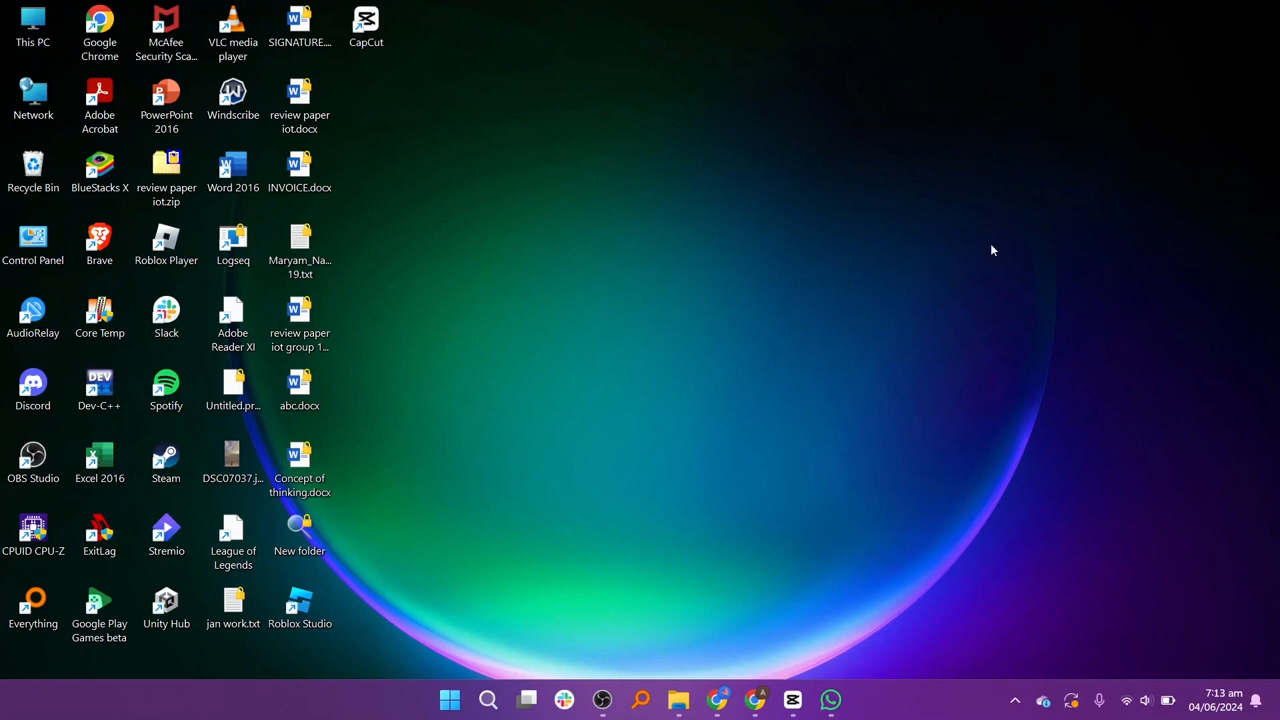 This PC
Google
Chrome
McAfee
Security Sca...
VLC media
player
SIGNATURE....
CapCut
Network
Adobe
Acrobat
PowerPoint
2016
Windscribe
review paper
iot.docx
Recycle Bin
BlueStacks X
review paper
iot.zip
Word 2016
INVOICE.docx
Control Panel
Brave
Roblox Player
Logseq
Maryam_Na...
19.txt
AudioRelay
Core Temp
Slack
Adobe
Reader XI
review paper
iot group 1...
Discord
DEV
Dev-C++
Spotify
Untitled.pr...
abc.docx
OBS Studio
Excel 2016
Steam
DSC07037.j...
Concept of
thinking.docx
CPUID CPU-Z
ExitLag
Stremio
League of
Legends
New folder
Everything
Google Play
Games beta
Unity Hub
jan work.txt
Roblox Studio
7:13 am
04/06/2024